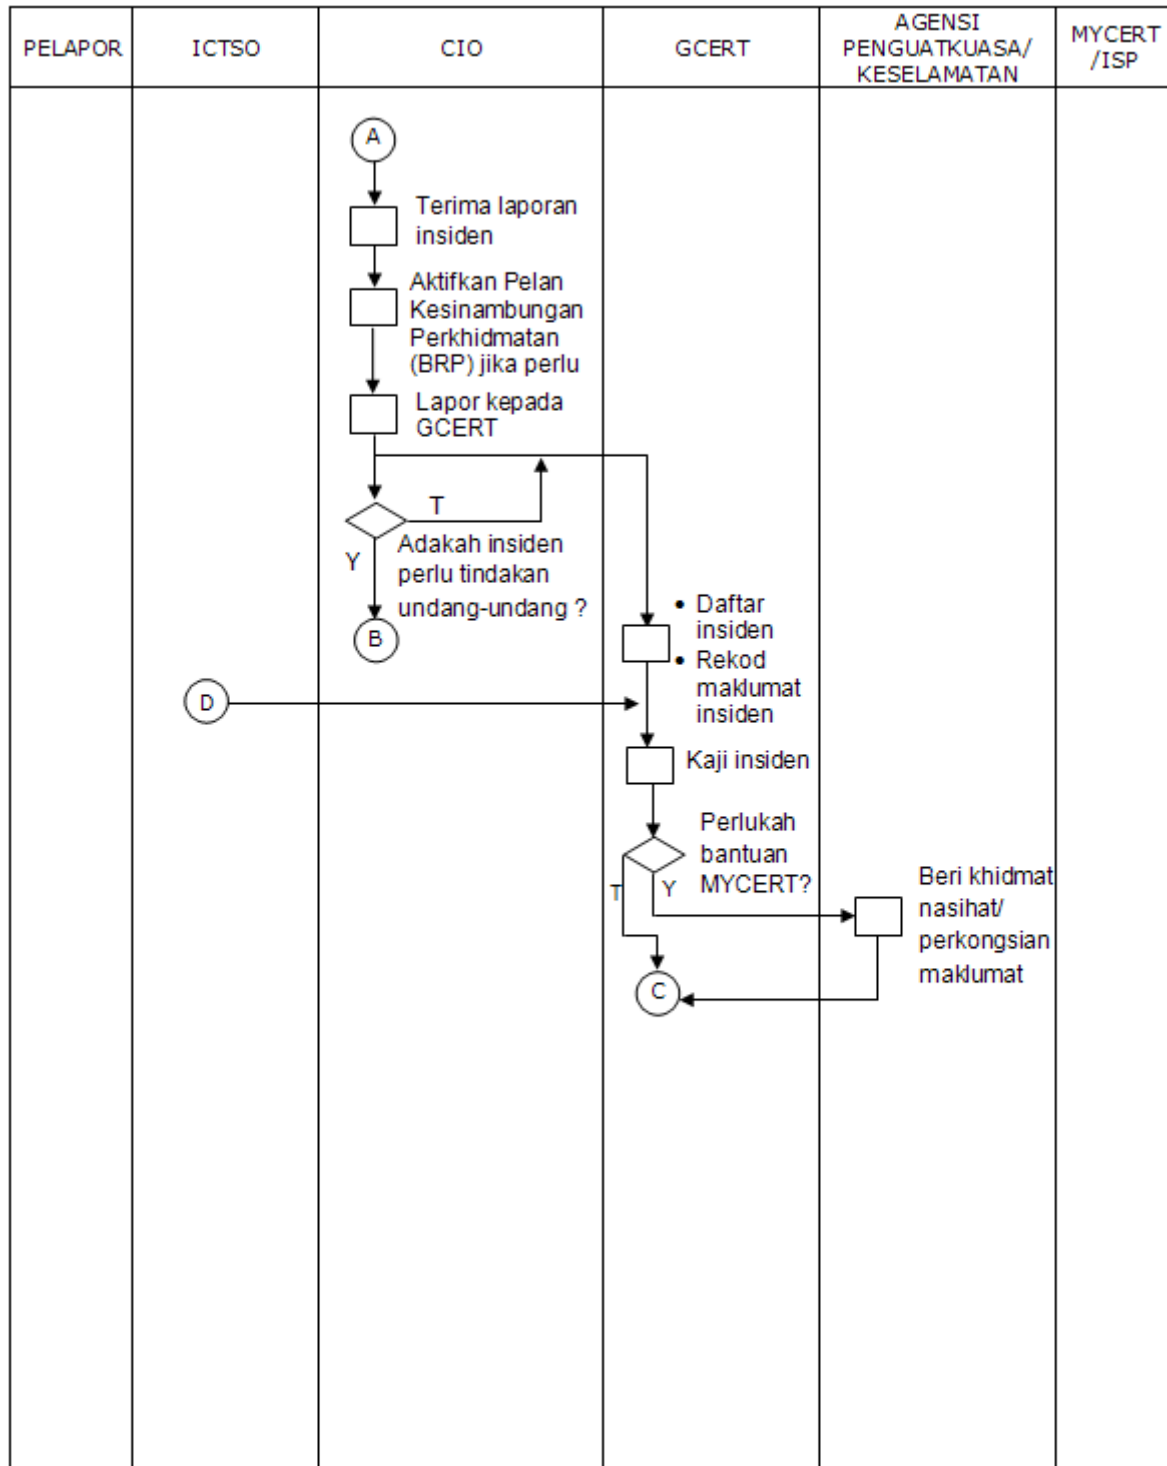 PELAPOR
ICTSO
CIO
GCERT
AGENSI
PENGUATKUASA/
KESELAMATAN
MYCERT
/ISP
A
Terima laporan
insiden
Aktifkan Pelan
Kesinambungan
Perkhidmatan
(BRP) jika perlu
Lapor kepada
GCERT
T
Y
Adakah insiden
perlu tindakan
undang-undang ?
B
• Daftar
insiden
• Rekod
maklumat
insiden
D
Kaji insiden
Perlukah
bantuan
MYCERT?
T
Y
Beri khidmat
nasihat/
perkongsian
maklumat
C